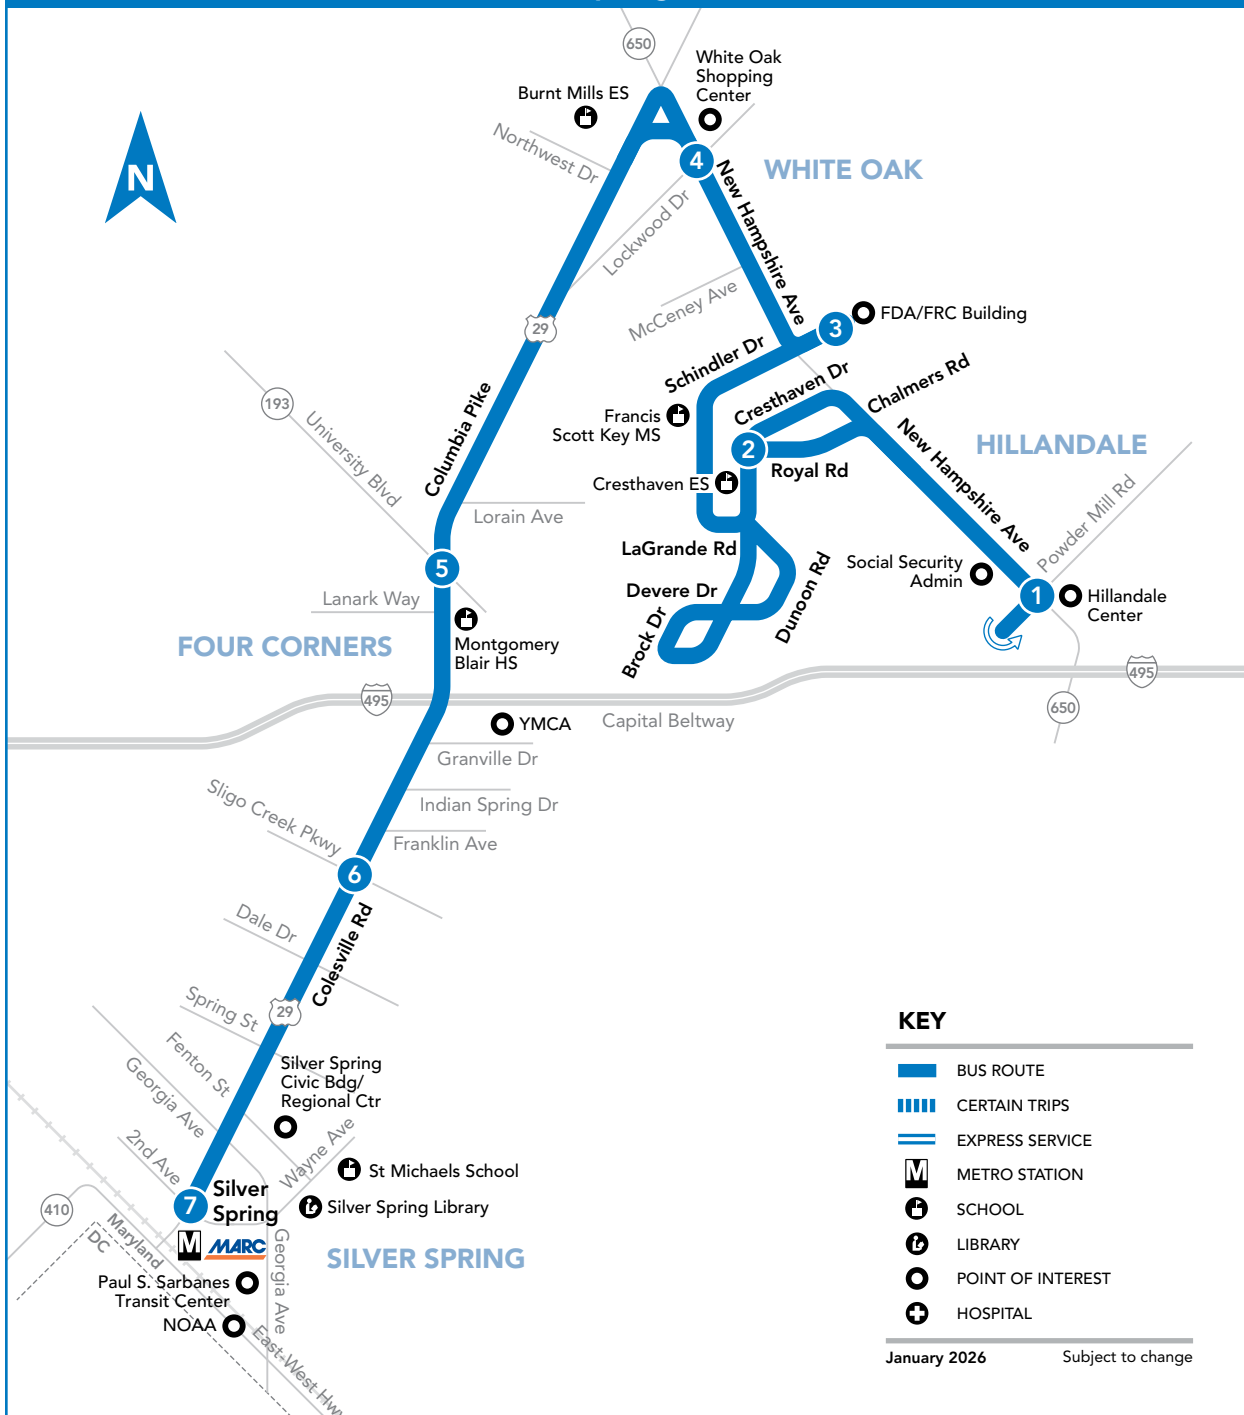 650
White Oak
Shopping
Center
Burnt Mills ES
Northwest Dr
N
4
WHITE OAK
New Hampshire Ave
Lockwood Dr
McCeney Ave
29
3
FDA/FRC Building
Schindler Dr
Cresthaven Dr
Chalmers Rd
193
University Blvd
Columbia Pike
Francis
Scott Key MS
2
Royal Rd
New Hampshire Ave
HILLANDALE
Cresthaven ES
Powder Mill Rd
Lorain Ave
LaGrande Rd
5
Social Security
Admin
1
Hillandale
Center
Devere Dr
Dunoon Rd
Brock Dr
Lanark Way
FOUR CORNERS
Montgomery
Blair HS
495
495
650
YMCA
Capital Beltway
Granville Dr
Sligo Creek Pkwy
Indian Spring Dr
Franklin Ave
6
Dale Dr
Colesville Rd
29
Spring St
Fenton St
Georgia Ave
Silver Spring
Civic Bdg/
Regional Ctr
2nd Ave
Wayne Ave
St Michaels School
7
Silver
Spring
Silver Spring Library
410
Maryland
DC
M
MARC
Georgia Ave
SILVER SPRING
Paul S. Sarbanes
Transit Center
NOAA
East-West Hwy
KEY
BUS ROUTE
CERTAIN TRIPS
EXPRESS SERVICE
M
METRO STATION
SCHOOL
LIBRARY
POINT OF INTEREST
HOSPITAL
January 2026
Subject to change